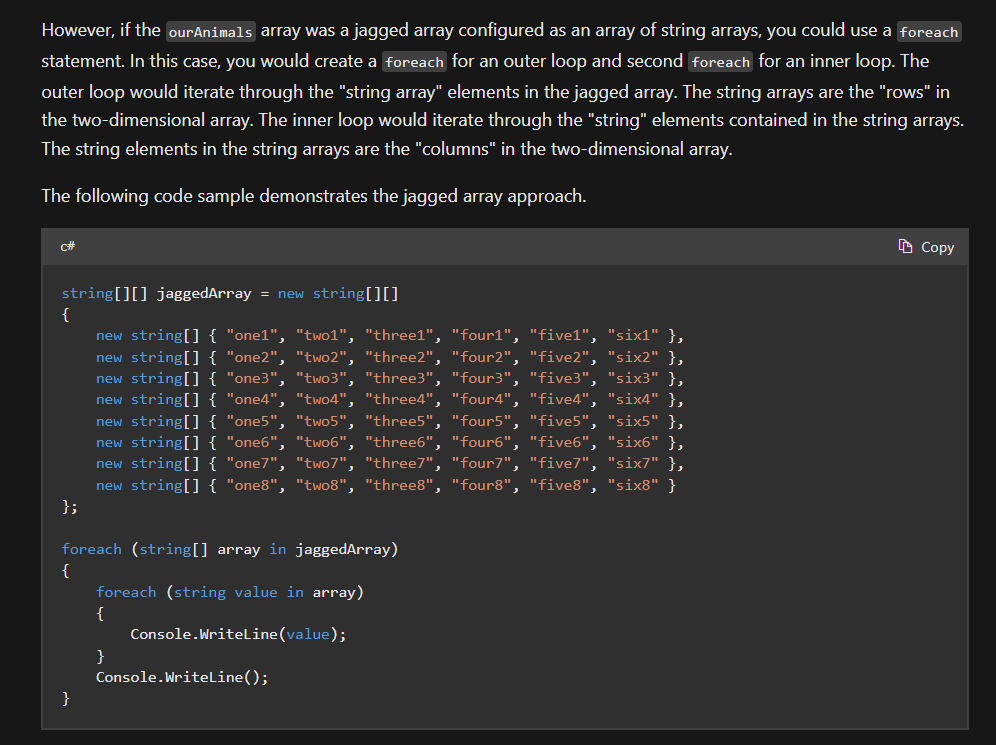 However, if the ourAnimals array was a jagged array configured as an array of string arrays, you could use a foreach
statement. In this case, you would create a foreach for an outer loop and second foreach for an inner loop. The
outer loop would iterate through the "string array" elements in the jagged array. The string arrays are the "rows" in
the two-dimensional array. The inner loop would iterate through the "string" elements contained in the string arrays.
The string elements in the string arrays are the "columns" in the two-dimensional array.
The following code sample demonstrates the jagged array approach.
c# Copy
string[][] jaggedArray = new string[][]
{
    new string[] { "one1", "two1", "three1", "four1", "five1", "six1" },
    new string[] { "one2", "two2", "three2", "four2", "five2", "six2" },
    new string[] { "one3", "two3", "three3", "four3", "five3", "six3" },
    new string[] { "one4", "two4", "three4", "four4", "five4", "six4" },
    new string[] { "one5", "two5", "three5", "four5", "five5", "six5" },
    new string[] { "one6", "two6", "three6", "four6", "five6", "six6" },
    new string[] { "one7", "two7", "three7", "four7", "five7", "six7" },
    new string[] { "one8", "two8", "three8", "four8", "five8", "six8" }
};
foreach (string[] array in jaggedArray)
{
    foreach (string value in array)
    {
        Console.WriteLine(value);
    }
    Console.WriteLine();
}